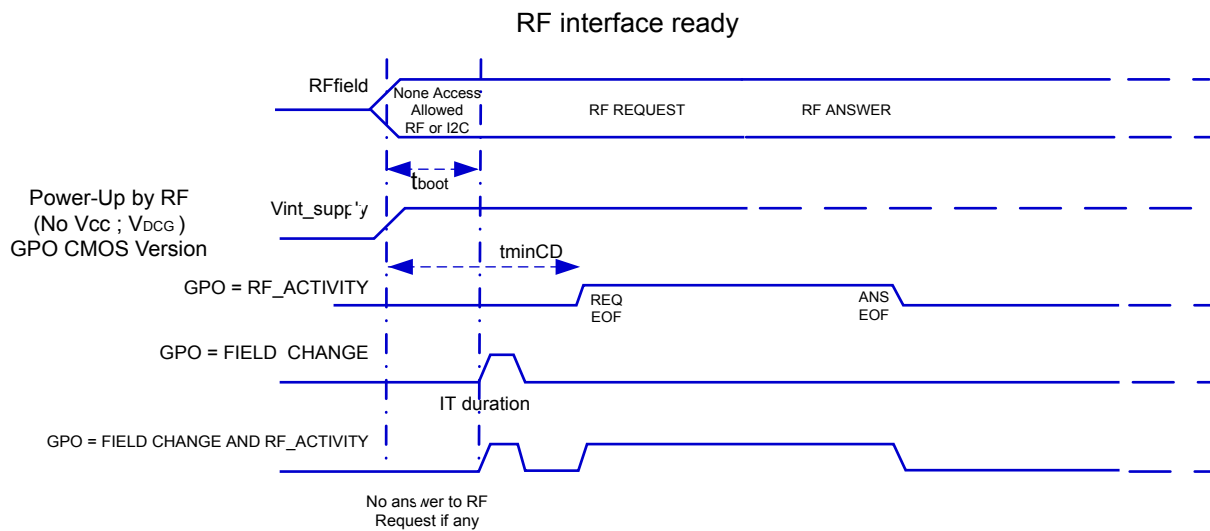 RF interface ready
RFfield
None Access
Allowed
RF or I2C
RF REQUEST
RF ANSWER
tboot
Power-Up by RF
(No Vcc ; VDCG )
GPO CMOS Version
Vint_supply
tminCD
GPO = RF_ACTIVITY
REQ
EOF
ANS
EOF
GPO = FIELD CHANGE
IT duration
GPO = FIELD CHANGE AND RF_ACTIVITY
No answer to RF
Request if any